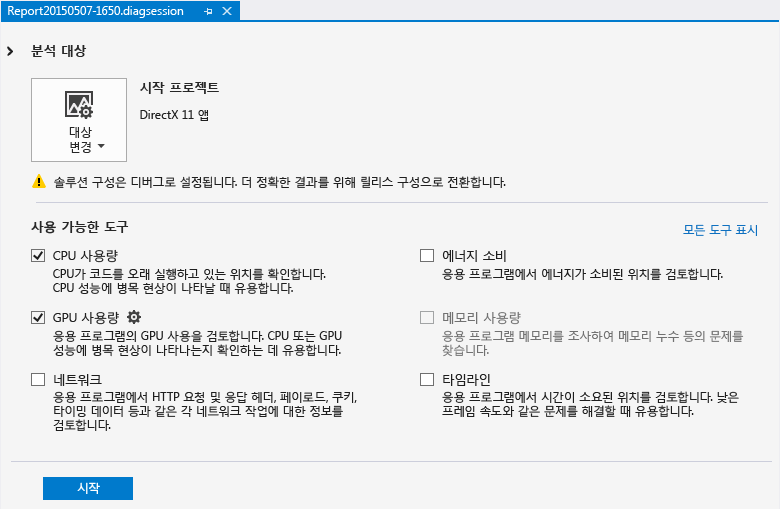 Report20150507-1650.diagsession
분석 대상
시작 프로젝트
DirectX 11 앱
대상
변경
솔루션 구성은 디버그로 설정됩니다. 더 정확한 결과를 위해 릴리스 구성으로 전환합니다.
사용 가능한 도구
모든 도구 표시
CPU 사용량
CPU가 코드를 오래 실행하고 있는 위치를 확인합니다.
CPU 성능에 병목 현상이 나타날 때 유용합니다.
에너지 소비
응용 프로그램에서 에너지가 소비된 위치를 검토합니다.
GPU 사용량
응용 프로그램의 GPU 사용을 검토합니다. CPU 또는 GPU
성능에 병목 현상이 나타나는지 확인하는 데 유용합니다.
메모리 사용량
응용 프로그램 메모리를 조사하여 메모리 누수 등의 문제를
찾습니다.
네트워크
응용 프로그램에서 HTTP 요청 및 응답 헤더, 페이로드, 쿠키,
타이밍 데이터 등과 같은 각 네트워크 작업에 대한 정보를
검토합니다.
타임라인
응용 프로그램에서 시간이 소요된 위치를 검토합니다. 낮은
프레임 속도와 같은 문제를 해결할 때 유용합니다.
시작